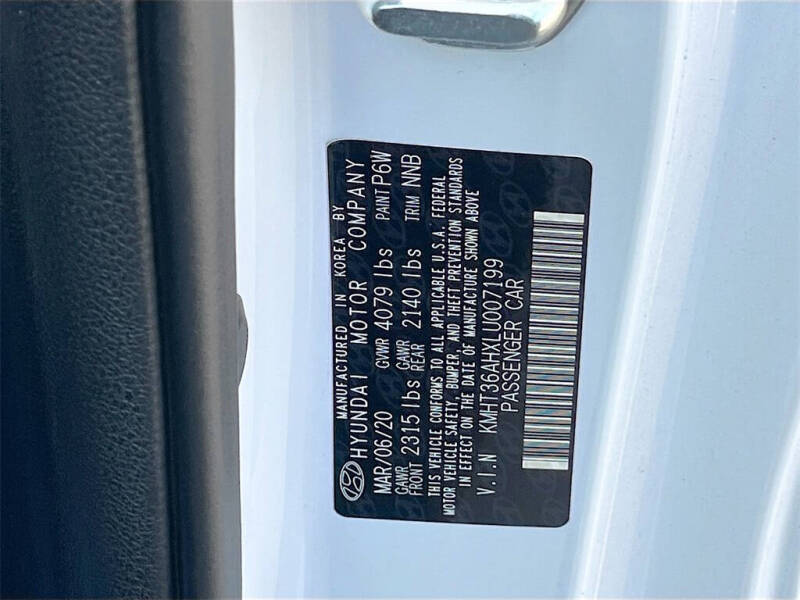 MANUFACTURED IN KOREA BY
HYUNDAI MOTOR COMPANY
MAR/06/20 GVWR 4079 lbs PAINT P6W
GAWR FRONT 2315 lbs GAWR REAR 2140 lbs TRIM NNB
THIS VEHICLE CONFORMS TO ALL APPLICABLE U.S.A. FEDERAL
MOTOR VEHICLE SAFETY, BUMPER, AND THEFT PREVENTION STANDARDS
IN EFFECT ON THE DATE OF MANUFACTURE SHOWN ABOVE
V.I.N KMHT36AHXLU007199
PASSENGER CAR